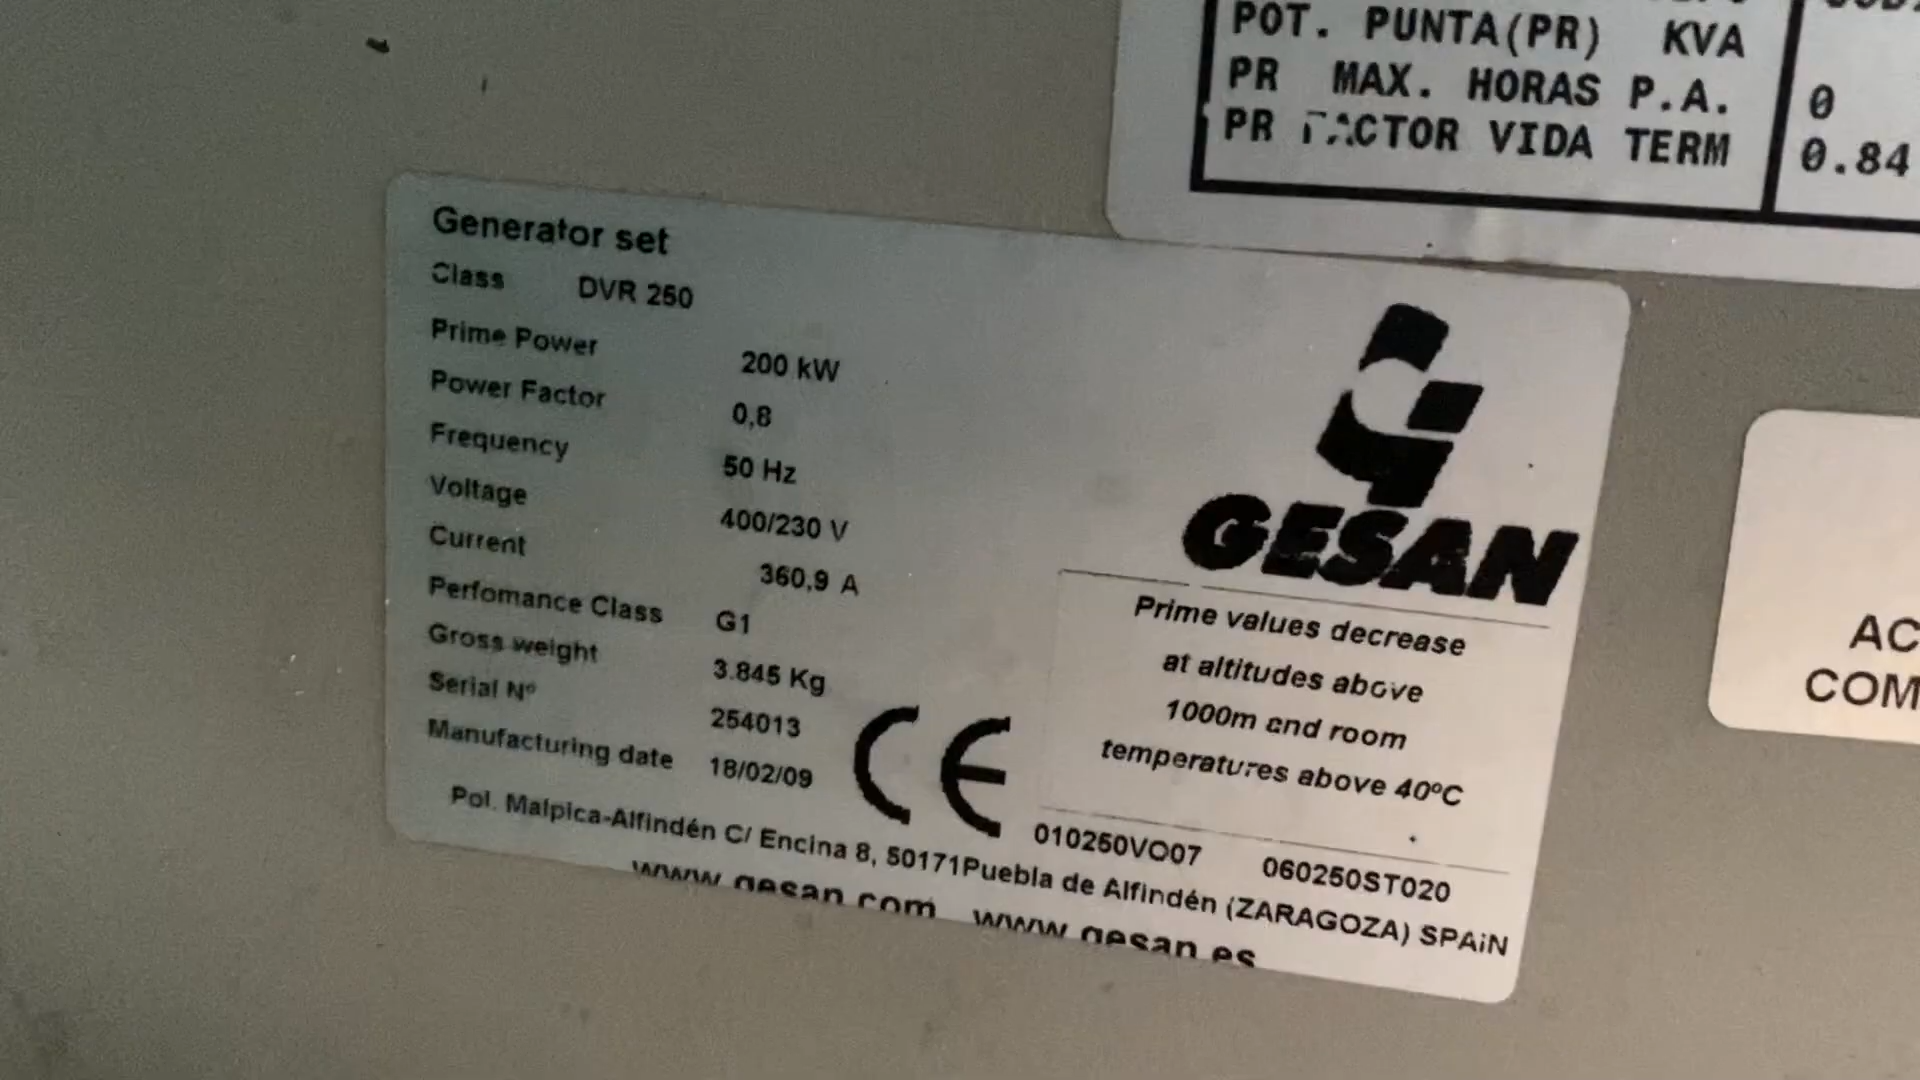 POT. PUNTA(PR) KVA
PR MAX. HORAS P.A. 0
PR FACTOR VIDA TERM 0.84
Generator set
Class DVR 250
Prime Power 200 kW
Power Factor 0,8
Frequency 50 Hz
Voltage 400/230 V
Current 360,9 A
Perfomance Class G1
Gross weight 3.845 Kg
Serial Nº 254013
Manufacturing date 18/02/09
CE
GESAN
Prime values decrease
at altitudes above
1000m and room
temperatures above 40ºC
010250VO07 060250ST020
Pol. Malpica-Alfindén C/ Encina 8, 50171Puebla de Alfindén (ZARAGOZA) SPAiN
www.gesan.com www.gesan.es
AC
COM